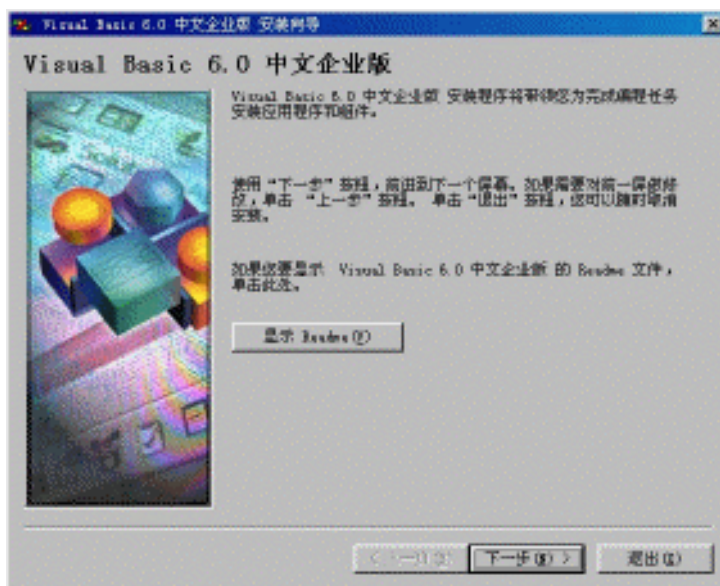 Visual Basic 6.0 中文企业版 安装向导
Visual Basic 6.0 中文企业版
Visual Basic 6.0 中文企业版 安装程序将带领您为完成编程任务
安装应用程序和组件。
使用“下一步”按钮，前进到下一个屏幕。如果需要对前一屏做修
改，单击 “上一步”按钮。 单击“退出”按钮，您可以随时取消
安装。
如果您要显示 Visual Basic 6.0 中文企业版 的 Readme 文件，
单击此处。
显示 Readme
< 上一步(B)
下一步(N) >
退出(E)